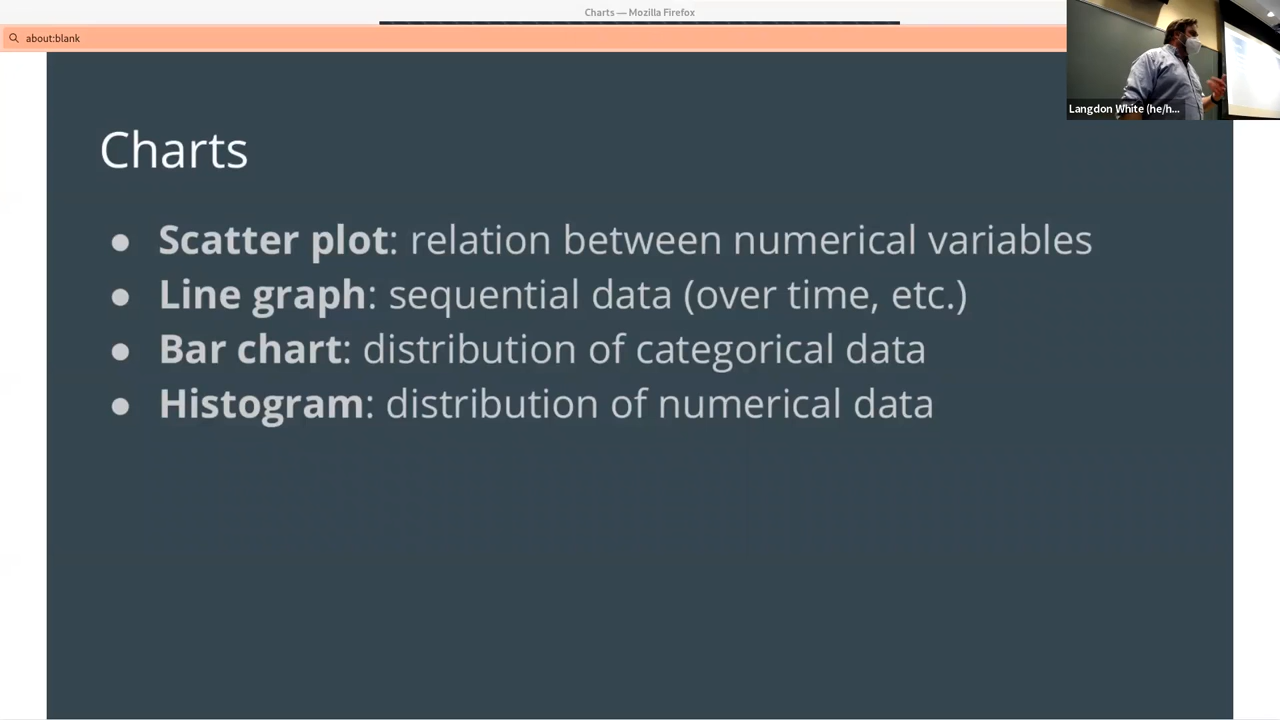 Charts — Mozilla Firefox
about:blank
Langdon White (he/h...
Charts
● Scatter plot: relation between numerical variables
● Line graph: sequential data (over time, etc.)
● Bar chart: distribution of categorical data
● Histogram: distribution of numerical data